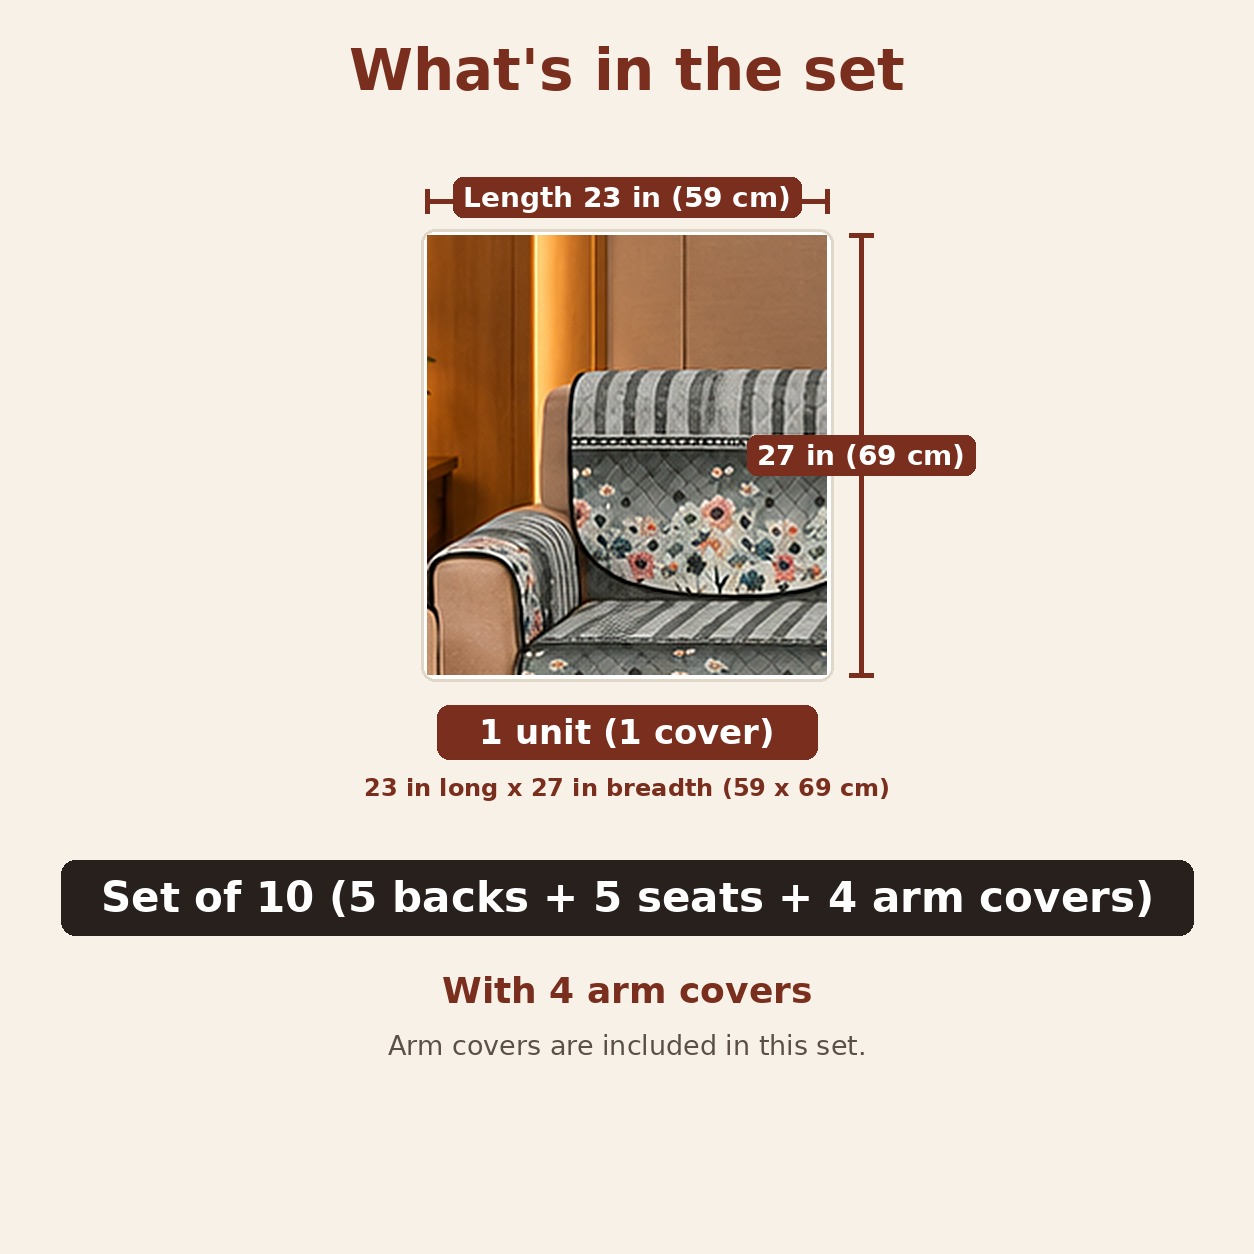 What's in the set
Length 23 in (59 cm)
27 in (69 cm)
1 unit (1 cover)
23 in long x 27 in breadth (59 x 69 cm)
Set of 10 (5 backs + 5 seats + 4 arm covers)
With 4 arm covers
Arm covers are included in this set.